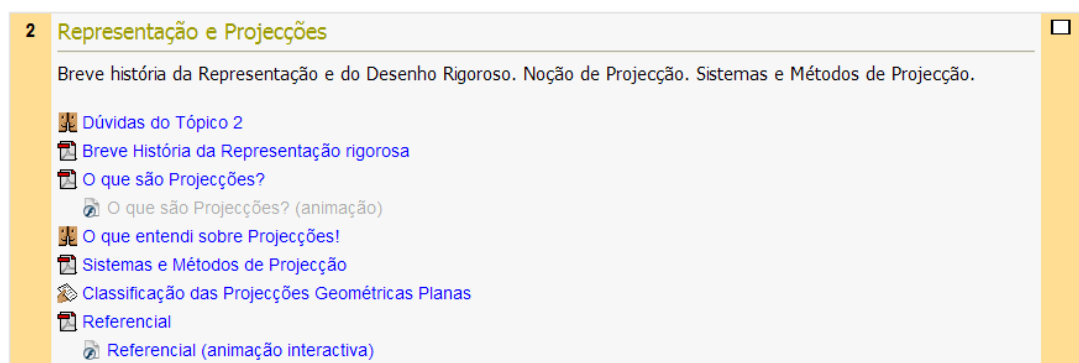 2 Representação e Projecções
Breve história da Representação e do Desenho Rigoroso. Noção de Projecção. Sistemas e Métodos de Projecção.
Dúvidas do Tópico 2
Breve História da Representação rigorosa
O que são Projecções?
O que são Projecções? (animação)
O que entendi sobre Projecções!
Sistemas e Métodos de Projecção
Classificação das Projecções Geométricas Planas
Referencial
Referencial (animação interactiva)